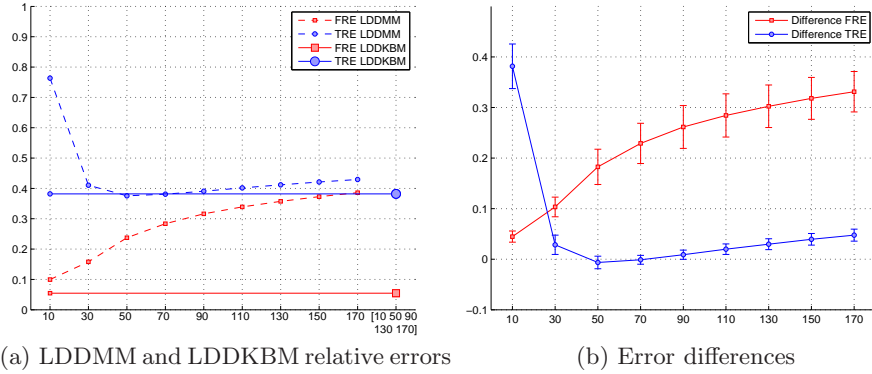 1
0.9
0.8
0.7
0.6
0.5
0.4
0.3
0.2
0.1
0
10 30 50 70 90 110 130 150 170 [10 50 90
130 170]
FRE LDDMM
TRE LDDMM
FRE LDDKBM
TRE LDDKBM
(a) LDDMM and LDDKBM relative errors
0.4
0.3
0.2
0.1
0
−0.1
10 30 50 70 90 110 130 150 170
Difference FRE
Difference TRE
(b) Error differences